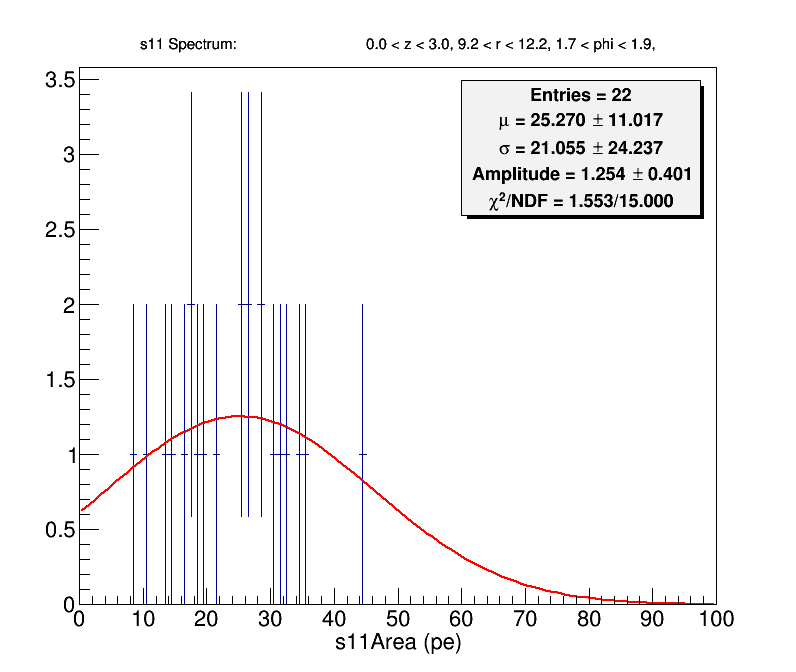 s11 Spectrum: 0.0 < z < 3.0, 9.2 < r < 12.2, 1.7 < phi < 1.9,
Entries = 22
μ = 25.270 ± 11.017
σ = 21.055 ± 24.237
Amplitude = 1.254 ± 0.401
χ²/NDF = 1.553/15.000
3.5
3
2.5
2
1.5
1
0.5
0
0 10 20 30 40 50 60 70 80 90 100
s11Area (pe)